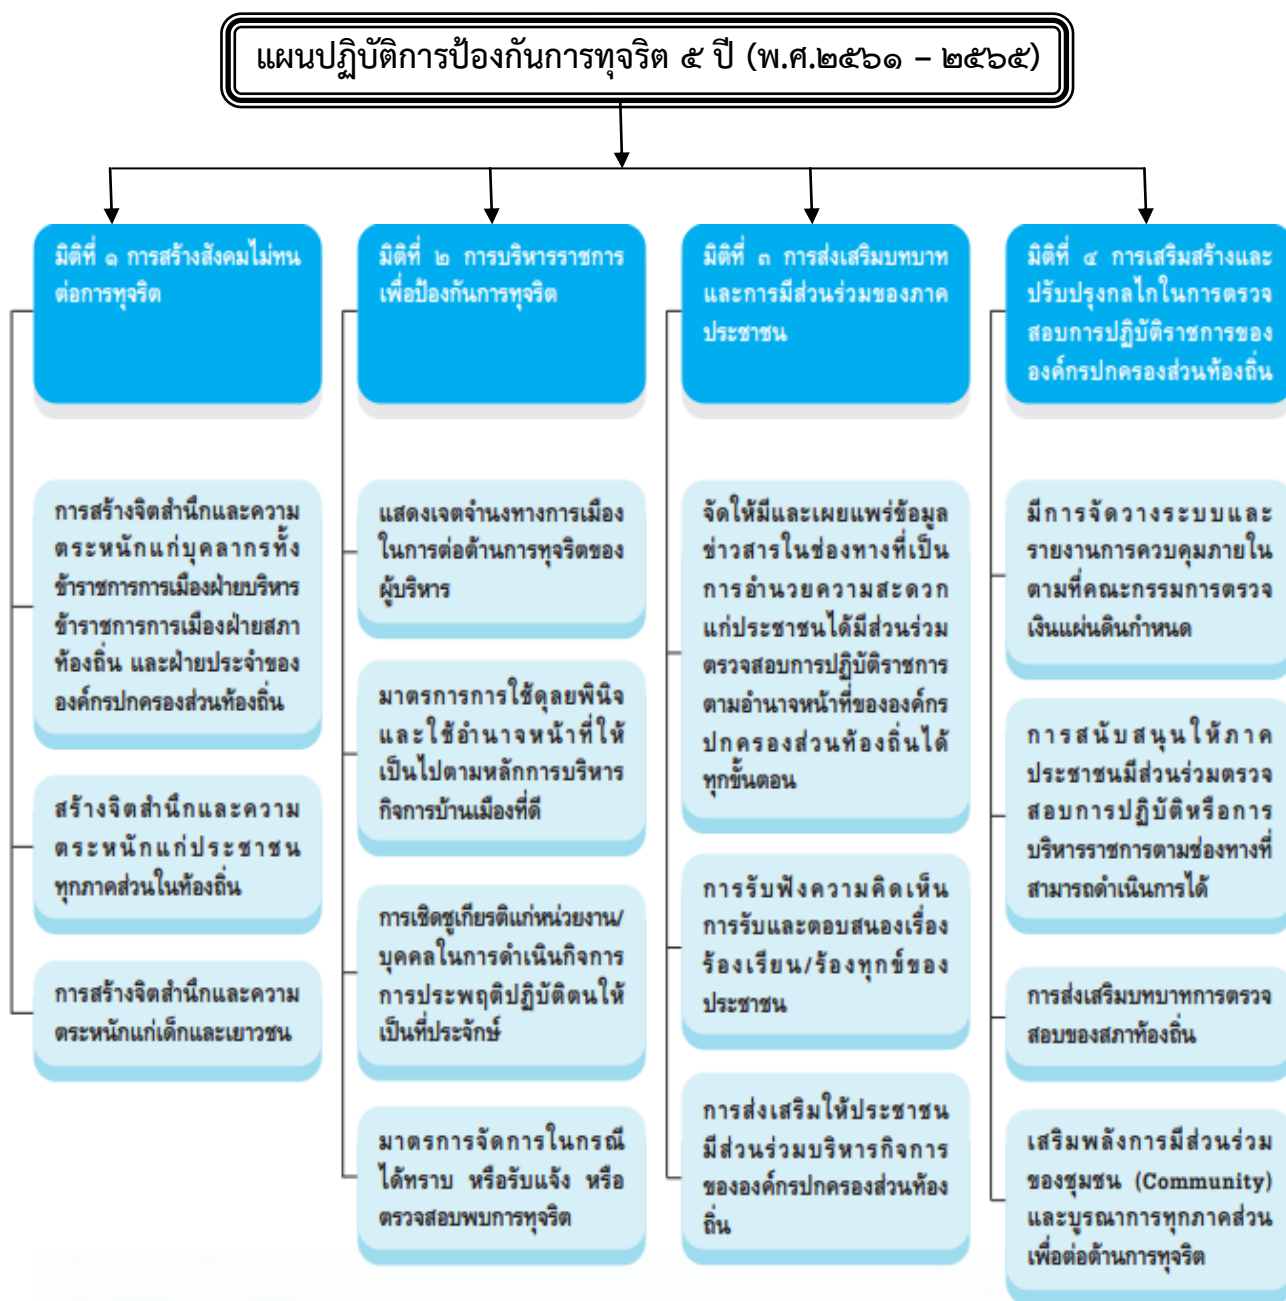 แผนปฏิบัติการป้องกันการทุจริต ๕ ปี (พ.ศ.๒๕๖๑ – ๒๕๖๕)
มิติที่ ๑ การสร้างสังคมไม่ทน
ต่อการทุจริต
การสร้างจิตสำนึกและความ
ตระหนักแก่บุคลากรทั้ง
ข้าราชการการเมืองฝ่ายบริหาร
ข้าราชการการเมืองฝ่ายสภา
ท้องถิ่น และฝ่ายประจำของ
องค์กรปกครองส่วนท้องถิ่น
สร้างจิตสำนึกและความ
ตระหนักแก่ประชาชน
ทุกภาคส่วนในท้องถิ่น
การสร้างจิตสำนึกและความ
ตระหนักแก่เด็กและเยาวชน
มิติที่ ๒ การบริหารราชการ
เพื่อป้องกันการทุจริต
แสดงเจตจำนงทางการเมือง
ในการต่อต้านการทุจริตของ
ผู้บริหาร
มาตรการการใช้ดุลยพินิจ
และใช้อำนาจหน้าที่ให้
เป็นไปตามหลักการบริหาร
กิจการบ้านเมืองที่ดี
การเชิดชูเกียรติแก่หน่วยงาน/
บุคคลในการดำเนินกิจการ
การประพฤติปฏิบัติตนให้
เป็นที่ประจักษ์
มาตรการจัดการในกรณี
ได้ทราบ หรือรับแจ้ง หรือ
ตรวจสอบพบการทุจริต
มิติที่ ๓ การส่งเสริมบทบาท
และการมีส่วนร่วมของภาค
ประชาชน
จัดให้มีและเผยแพร่ข้อมูล
ข่าวสารในช่องทางที่เป็น
การอำนวยความสะดวก
แก่ประชาชนได้มีส่วนร่วม
ตรวจสอบการปฏิบัติราชการ
ตามอำนาจหน้าที่ขององค์กร
ปกครองส่วนท้องถิ่นได้
ทุกขั้นตอน
การรับฟังความคิดเห็น
การรับและตอบสนองเรื่อง
ร้องเรียน/ร้องทุกข์ของ
ประชาชน
การส่งเสริมให้ประชาชน
มีส่วนร่วมบริหารกิจการ
ขององค์กรปกครองส่วนท้อง
ถิ่น
มิติที่ ๔ การเสริมสร้างและ
ปรับปรุงกลไกในการตรวจ
สอบการปฏิบัติราชการของ
องค์กรปกครองส่วนท้องถิ่น
มีการจัดวางระบบและ
รายงานการควบคุมภายใน
ตามที่คณะกรรมการตรวจ
เงินแผ่นดินกำหนด
การสนับสนุนให้ภาค
ประชาชนมีส่วนร่วมตรวจ
สอบการปฏิบัติหรือการ
บริหารราชการตามช่องทางที่
สามารถดำเนินการได้
การส่งเสริมบทบาทการตรวจ
สอบของสภาท้องถิ่น
เสริมพลังการมีส่วนร่วม
ของชุมชน (Community)
และบูรณาการทุกภาคส่วน
เพื่อต่อต้านการทุจริต